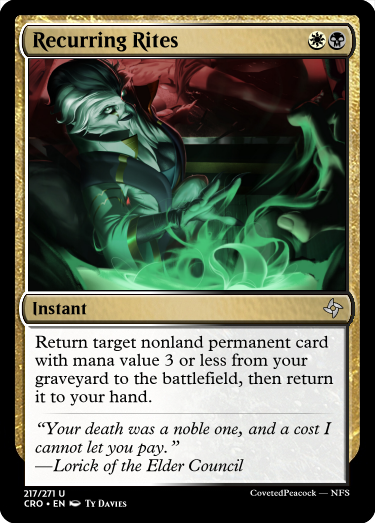 Recurring Rites
Instant
Return target nonland permanent card
with mana value 3 or less from your
graveyard to the battlefield, then return
it to your hand.
“Your death was a noble one, and a cost I
cannot let you pay.”
—Lorick of the Elder Council
217/271 U
CRO • EN Ty Davies
CovetedPeacock — NFS